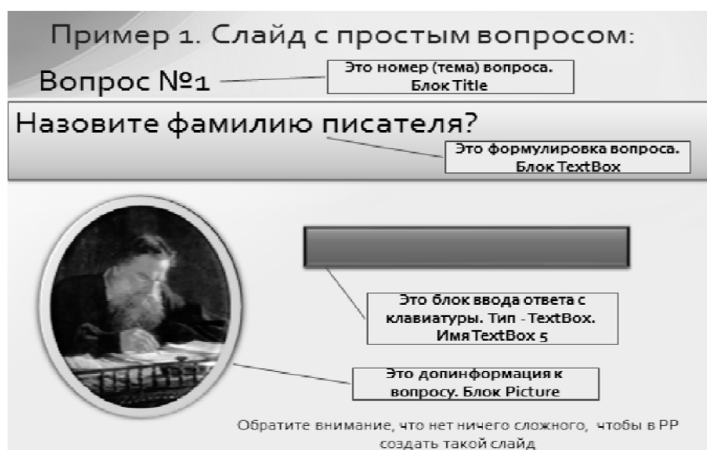 Пример 1. Слайд с простым вопросом:
Вопрос №1
Это номер (тема) вопроса.
Блок Title
Назовите фамилию писателя?
Это формулировка вопроса.
Блок TextBox
Это блок ввода ответа с
клавиатуры. Тип - TextBox.
Имя TextBox 5
Это допинформация к
вопросу. Блок Picture
Обратите внимание, что нет ничего сложного, чтобы в PP
создать такой слайд